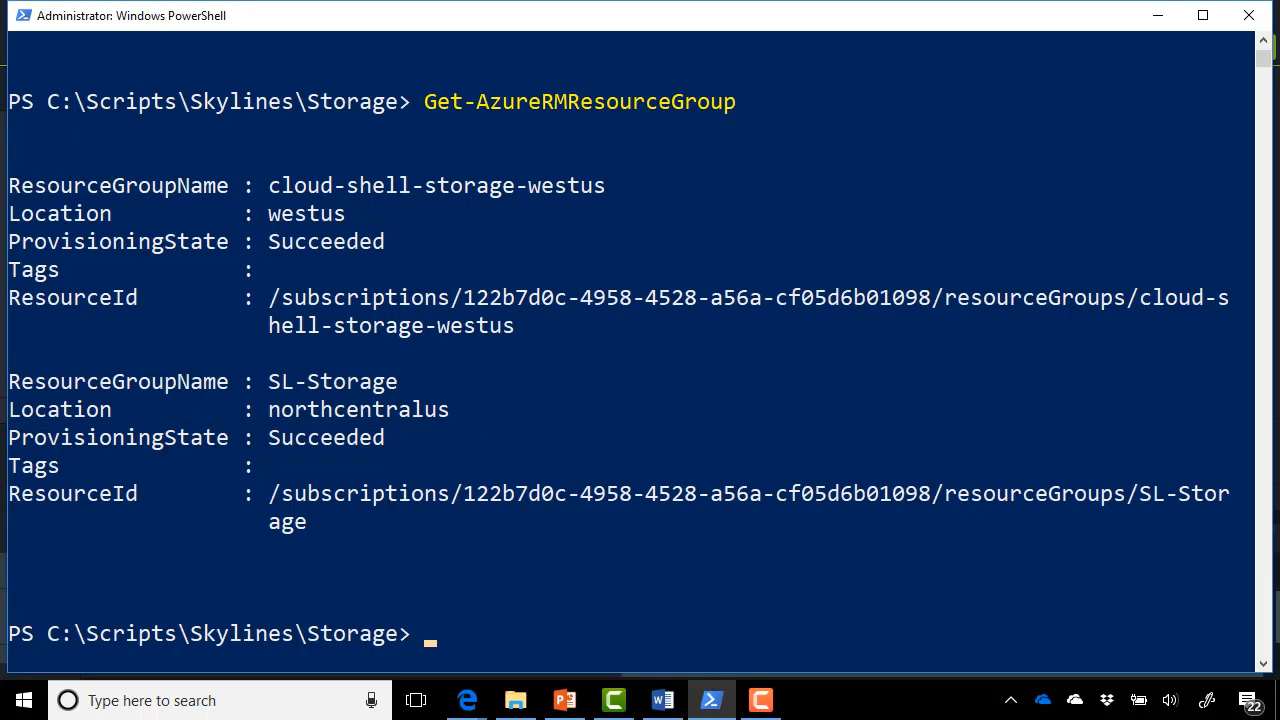 Administrator: Windows PowerShell
PS C:\Scripts\Skylines\Storage> Get-AzureRMResourceGroup
ResourceGroupName : cloud-shell-storage-westus
Location          : westus
ProvisioningState : Succeeded
Tags              :
ResourceId        : /subscriptions/122b7d0c-4958-4528-a56a-cf05d6b01098/resourceGroups/cloud-s
hell-storage-westus
ResourceGroupName : SL-Storage
Location          : northcentralus
ProvisioningState : Succeeded
Tags              :
ResourceId        : /subscriptions/122b7d0c-4958-4528-a56a-cf05d6b01098/resourceGroups/SL-Stor
age
PS C:\Scripts\Skylines\Storage>
Type here to search
22